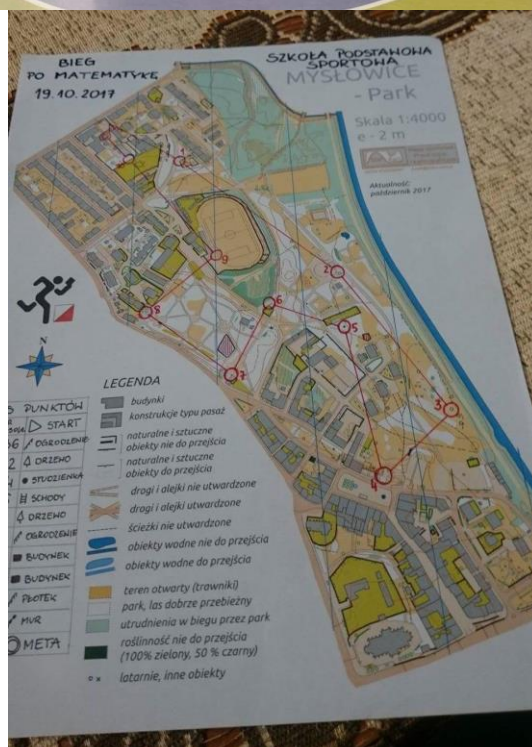 BIEG
PO MATEMATYKĘ
19.10.2017
SZKOŁA PODSTAWOWA
SPORTOWA
MYSŁOWICE
- Park
Skala 1:4000
e - 2 m
Aktualność:
październik 2017
1
2
3
4
5
6
7
8
9
N
LEGENDA
budynki
konstrukcje typu pasaż
naturalne i sztuczne
obiekty nie do przejścia
naturalne i sztuczne
obiekty do przejścia
drogi i alejki nie utwardzone
drogi i alejki utwardzone
ścieżki nie utwardzone
obiekty wodne nie do przejścia
obiekty wodne do przejścia
teren otwarty (trawniki)
park, las dobrze przebieżny
utrudnienia w biegu przez park
roślinność nie do przejścia
(100% zielony, 50 % czarny)
latarnie, inne obiekty
PUNKTÓW
START
OGRODZENIE
DRZEWO
STUDZIENKA
SCHODY
DRZEWO
OGRODZENIE
BUDYNEK
BUDYNEK
PŁOTEK
MUR
META